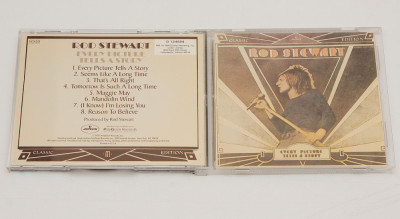 ROD STEWART
EVERY PICTURE
TELLS A STORY
1. Every Picture Tells A Story
2. Seems Like A Long Time
3. That's All Right
4. Tomorrow Is Such A Long Time
5. Maggie May
6. Mandolin Wind
7. (I Know) I'm Losing You
8. Reason To Believe
Produced by Rod Stewart
CLASSIC
EDITION
EDITION
ROD STEWART
EVERY PICTURE
TELLS A STORY